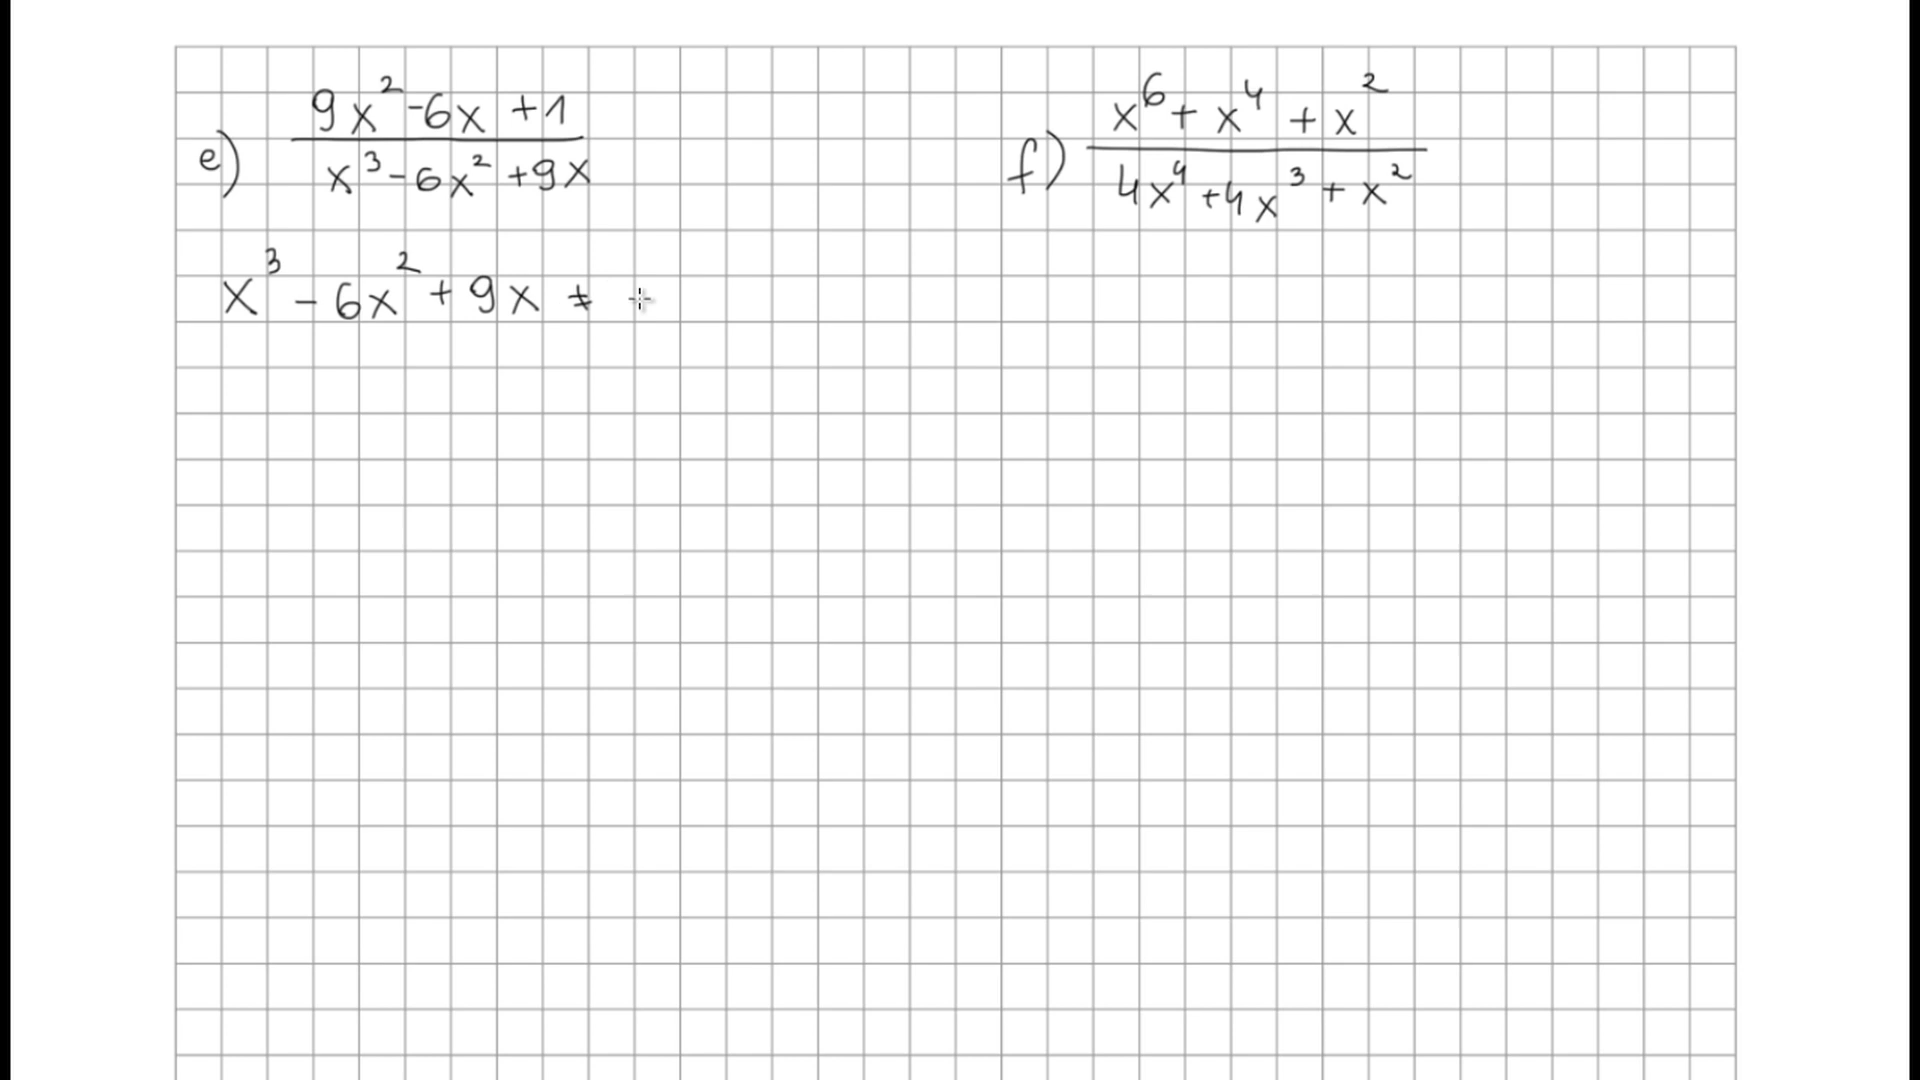 e) (9x² - 6x + 1) / (x³ - 6x² + 9x)
x³ - 6x² + 9x ≠
f) (x⁶ + x⁴ + x²) / (4x⁴ + 4x³ + x²)